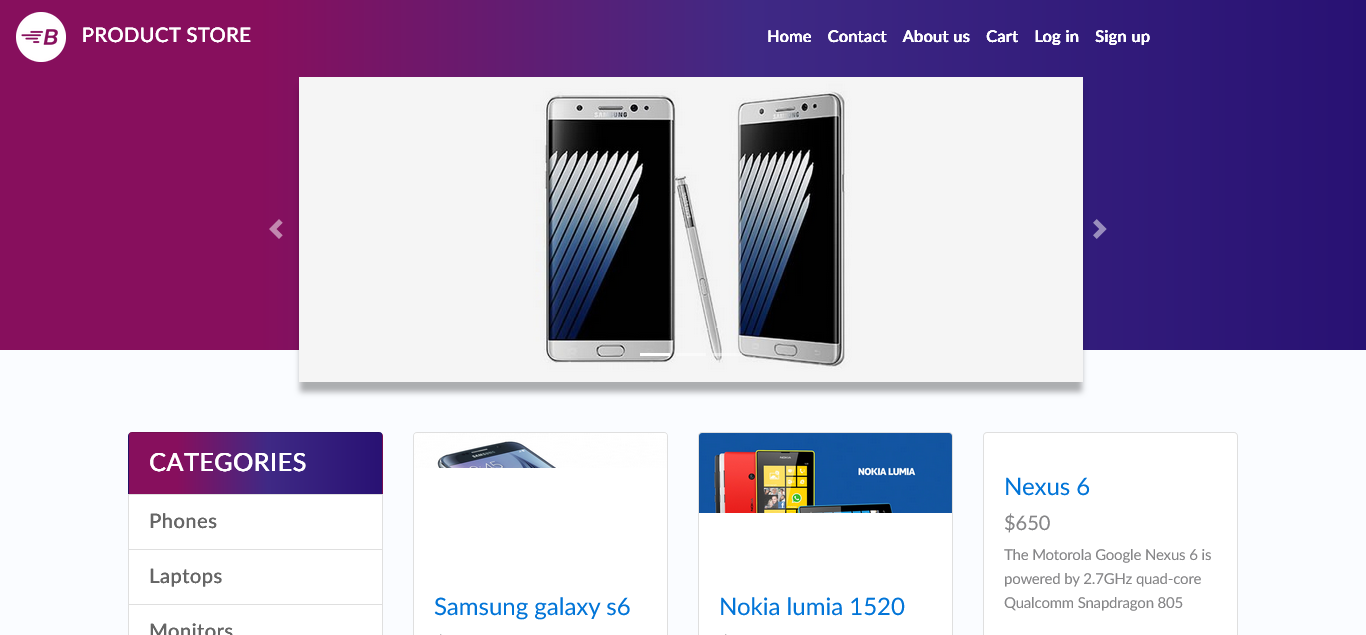 B PRODUCT STORE
Home Contact About us Cart Log in Sign up
SAMSUNG
SAMSUNG
CATEGORIES
Phones
Laptops
Monitors
NOKIA LUMIA
Samsung galaxy s6
Nokia lumia 1520
Nexus 6
$650
The Motorola Google Nexus 6 is
powered by 2.7GHz quad-core
Qualcomm Snapdragon 805